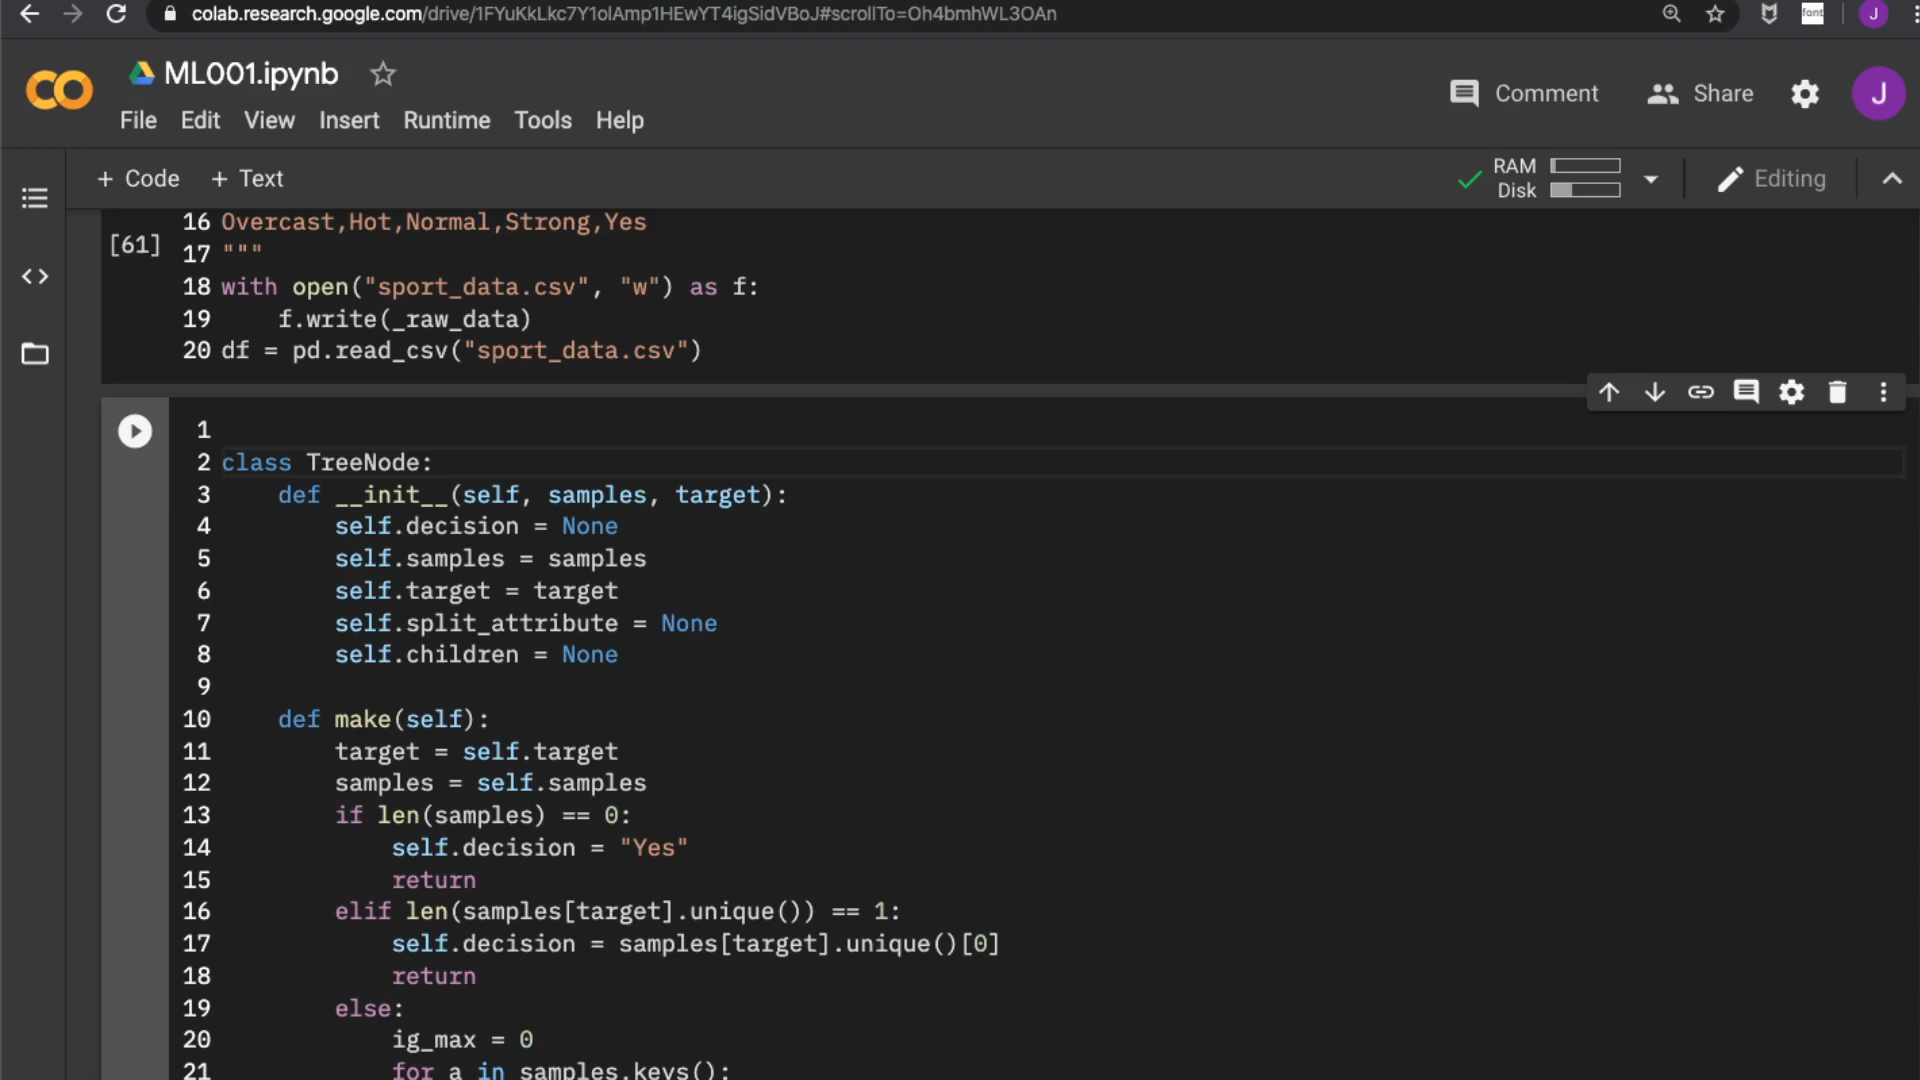 colab.research.google.com/drive/1FYuKkLkc7Y1olAmp1HEwYT4igSidVBoJ#scrollTo=Oh4bmhWL3OAn
font
J
ML001.ipynb
File Edit View Insert Runtime Tools Help
Comment
Share
J
+ Code + Text
RAM
Disk
Editing
[61]
16 Overcast,Hot,Normal,Strong,Yes
17 """
18 with open("sport_data.csv", "w") as f:
19     f.write(_raw_data)
20 df = pd.read_csv("sport_data.csv")
1
2 class TreeNode:
3     def __init__(self, samples, target):
4         self.decision = None
5         self.samples = samples
6         self.target = target
7         self.split_attribute = None
8         self.children = None
9
10     def make(self):
11         target = self.target
12         samples = self.samples
13         if len(samples) == 0:
14             self.decision = "Yes"
15             return
16         elif len(samples[target].unique()) == 1:
17             self.decision = samples[target].unique()[0]
18             return
19         else:
20             ig_max = 0
21             for a in samples.keys():